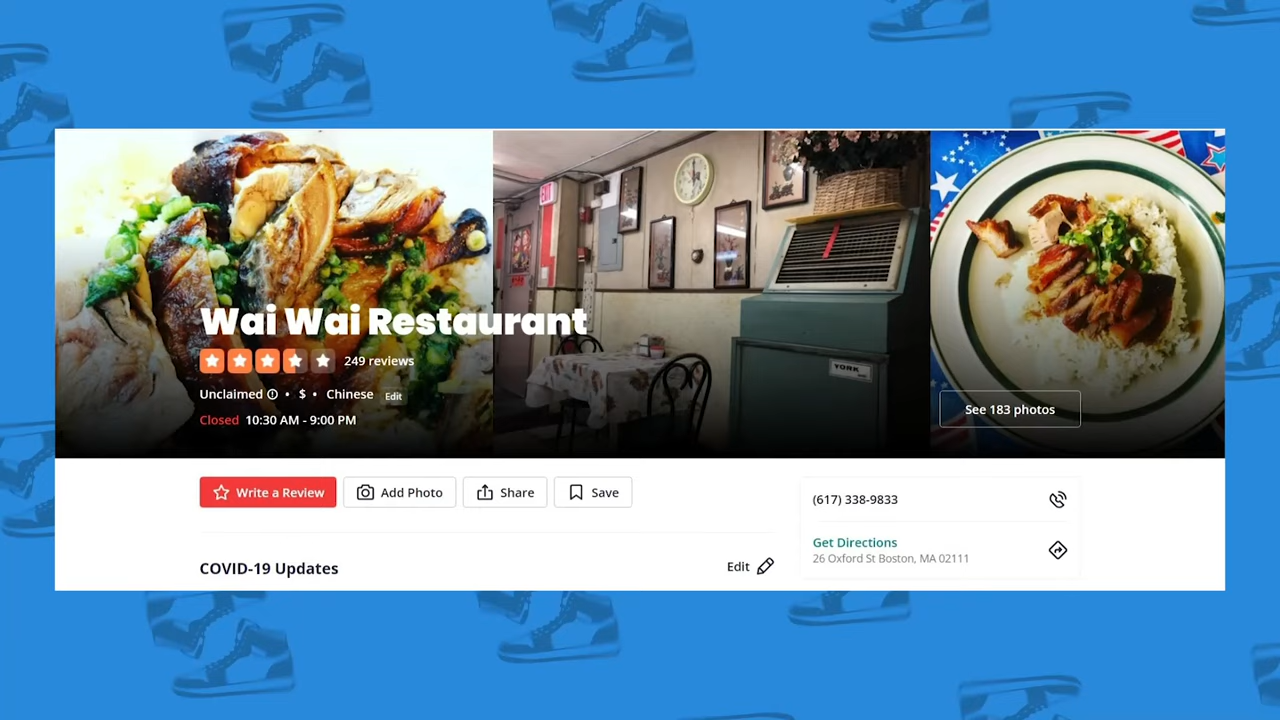 EXIT
YORK
Wai Wai Restaurant
249 reviews
Unclaimed • $ • Chinese Edit
Closed 10:30 AM - 9:00 PM
See 183 photos
Write a Review
Add Photo
Share
Save
(617) 338-9833
Get Directions
26 Oxford St Boston, MA 02111
COVID-19 Updates
Edit